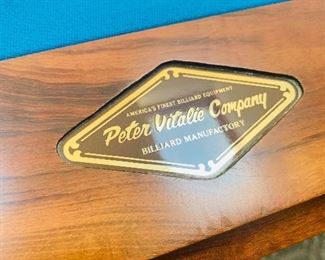 AMERICA'S FINEST BILLIARD EQUIPMENT
Peter Vitalie Company
BILLIARD MANUFACTORY